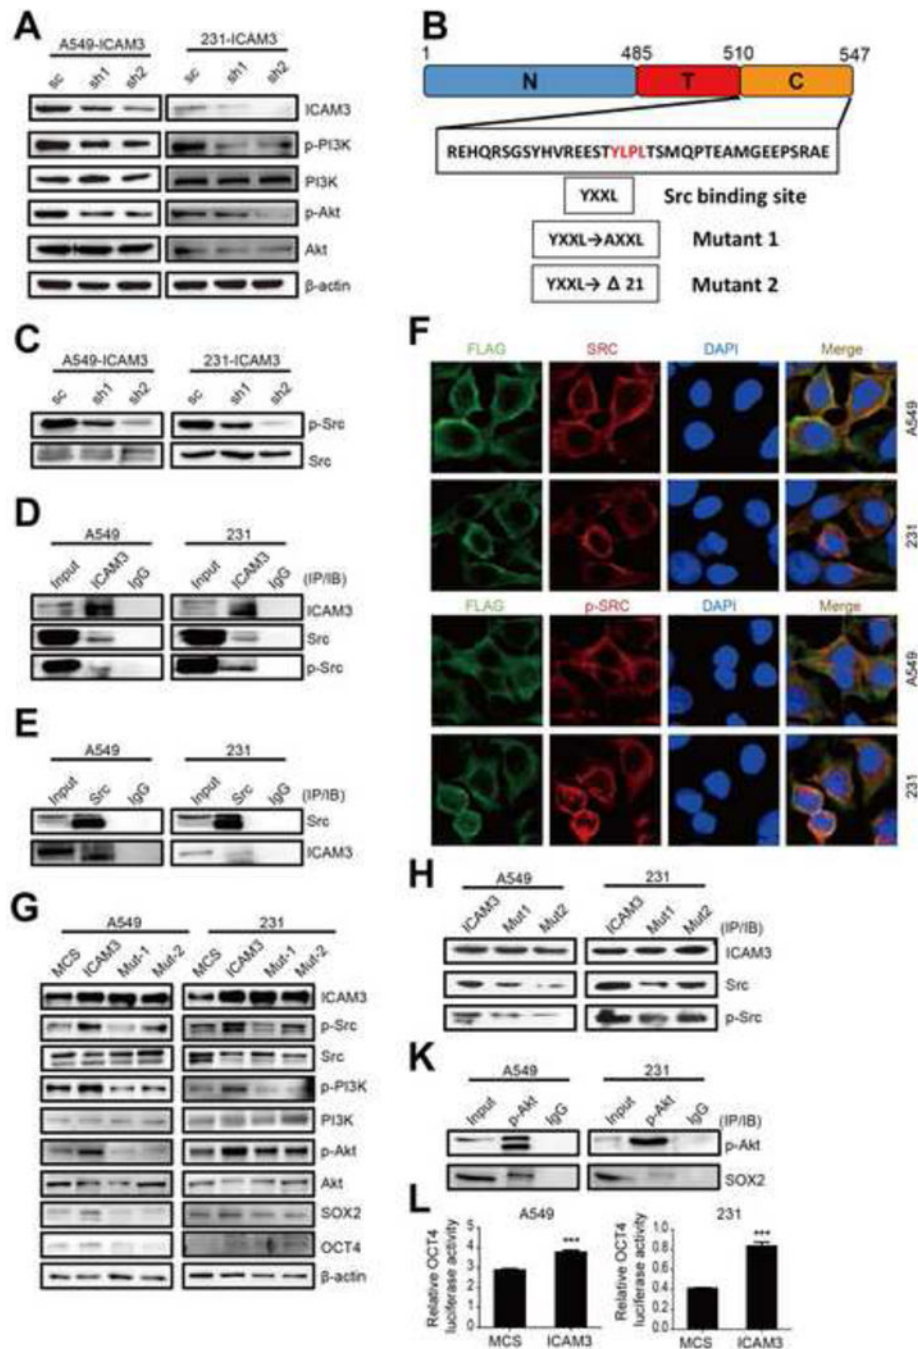 A
A549-ICAM3 231-ICAM3
sc sh1 sh2 sc sh1 sh2
ICAM3
p-PI3K
PI3K
p-Akt
Akt
β-actin
B
1 485 510 547
N T C
REHQRSGSYHVREESTYLPLTSMQPTEAMGEEPSRAE
YXXL Src binding site
YXXL→AXXL Mutant 1
YXXL→ Δ 21 Mutant 2
C
A549-ICAM3 231-ICAM3
sc sh1 sh2 sc sh1 sh2
p-Src
Src
D
A549 231
Input ICAM3 IgG Input ICAM3 IgG (IP/IB)
ICAM3
Src
p-Src
E
A549 231
Input Src IgG Input Src IgG (IP/IB)
Src
ICAM3
F
FLAG SRC DAPI Merge
A549
231
FLAG p-SRC DAPI Merge
A549
231
G
A549 231
MCS ICAM3 Mut-1 Mut-2 MCS ICAM3 Mut-1 Mut-2
ICAM3
p-Src
Src
p-PI3K
PI3K
p-Akt
Akt
SOX2
OCT4
β-actin
H
A549 231
ICAM3 Mut1 Mut2 ICAM3 Mut1 Mut2 (IP/IB)
ICAM3
Src
p-Src
K
A549 231
Input p-Akt IgG Input p-Akt IgG (IP/IB)
p-Akt
SOX2
L
A549
Relative OCT4
luciferase activity
5
4
3
2
1
0
***
MCS ICAM3
231
Relative OCT4
luciferase activity
1.0
0.8
0.6
0.4
0.2
0.0
***
MCS ICAM3